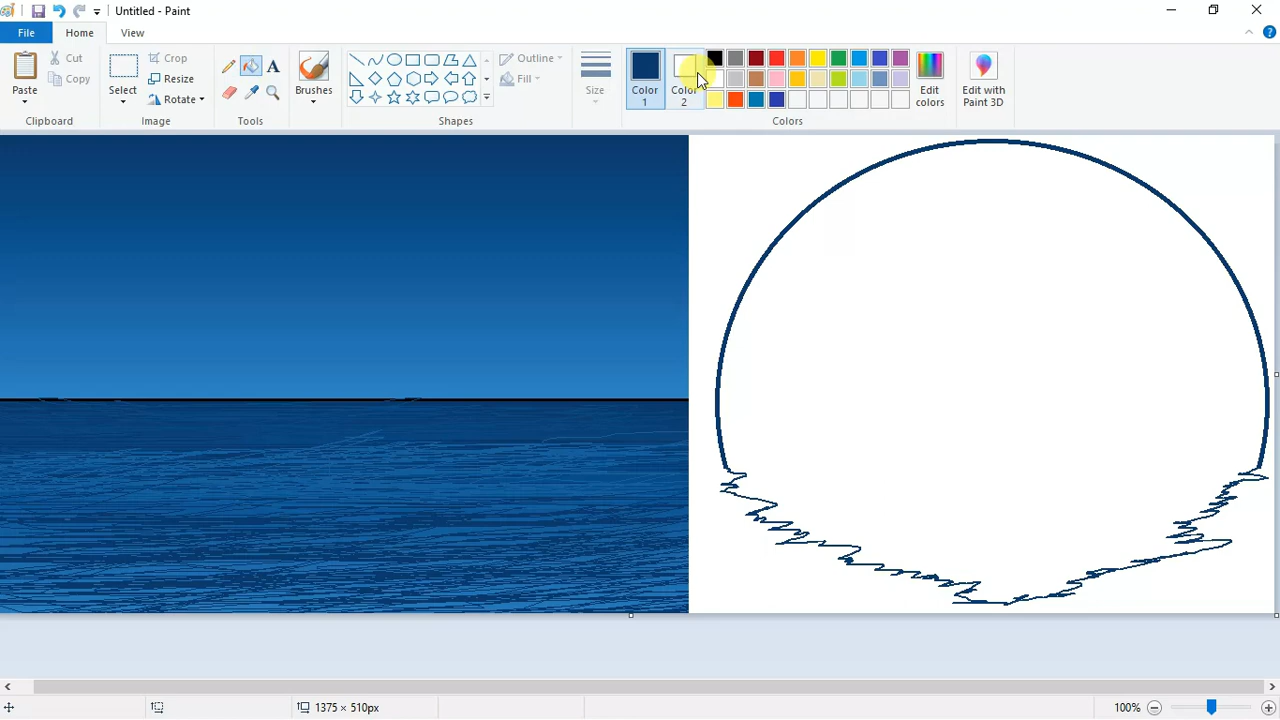 Untitled - Paint
File Home View
Paste
Cut
Copy
Clipboard
Select
Crop
Resize
Rotate
Image
A
Tools
Brushes
Outline
Fill
Shapes
Size
Color 1
Color 2
Edit colors
Colors
Edit with Paint 3D
1375 × 510px
100%